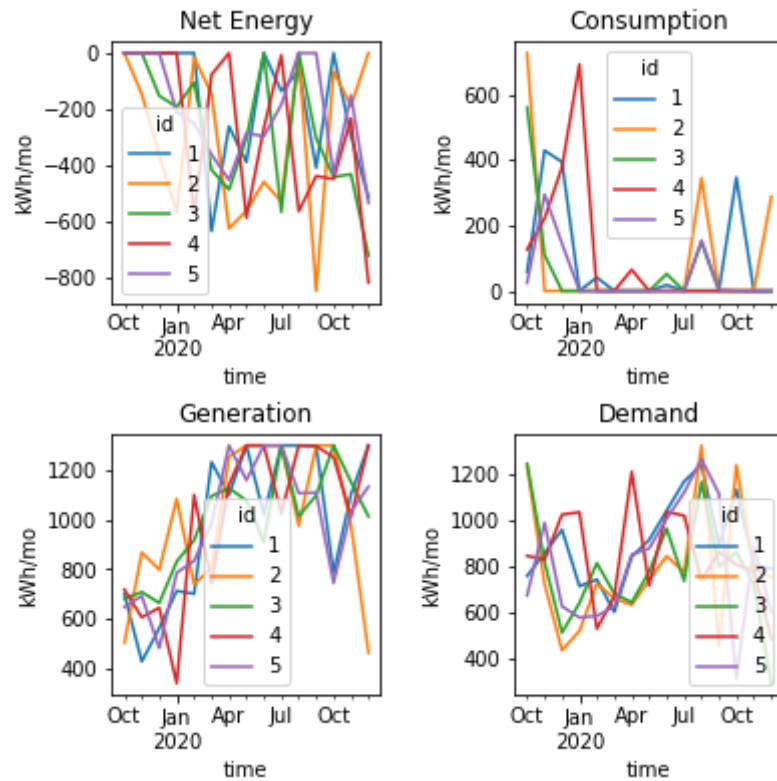 Net Energy
0
−200
−400
−600
−800
kWh/mo
id
1
2
3
4
5
Oct
Jan
2020
Apr
Jul
Oct
time
Consumption
600
400
200
0
kWh/mo
id
1
2
3
4
5
Oct
Jan
2020
Apr
Jul
Oct
time
Generation
1200
1000
800
600
400
kWh/mo
id
1
2
3
4
5
Oct
Jan
2020
Apr
Jul
Oct
time
Demand
1200
1000
800
600
400
kWh/mo
id
1
2
3
4
5
Oct
Jan
2020
Apr
Jul
Oct
time